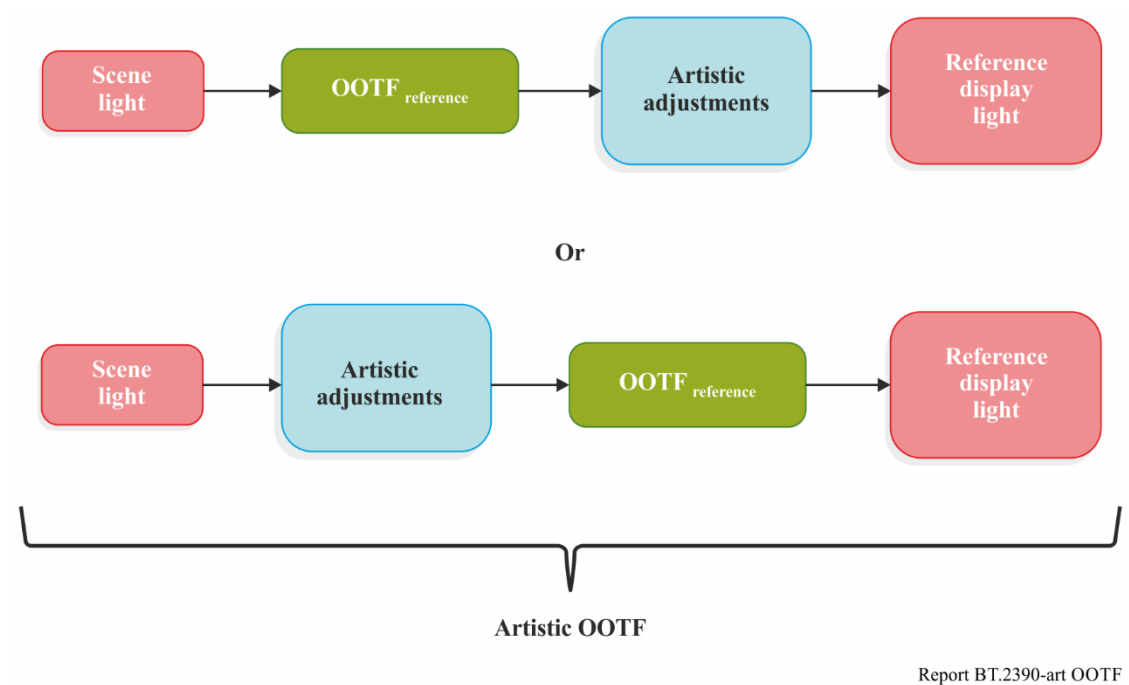 Scene
light
OOTF reference
Artistic
adjustments
Reference
display
light
Or
Scene
light
Artistic
adjustments
OOTF reference
Reference
display
light
Artistic OOTF
Report BT.2390-art OOTF